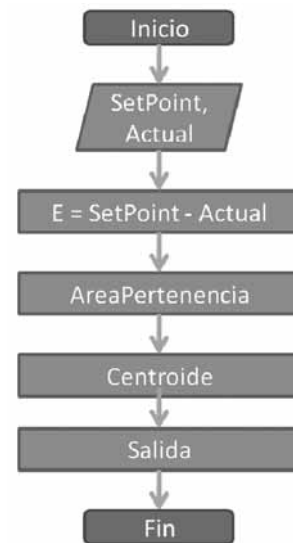 Inicio
SetPoint,
Actual
E = SetPoint - Actual
AreaPertenencia
Centroide
Salida
Fin